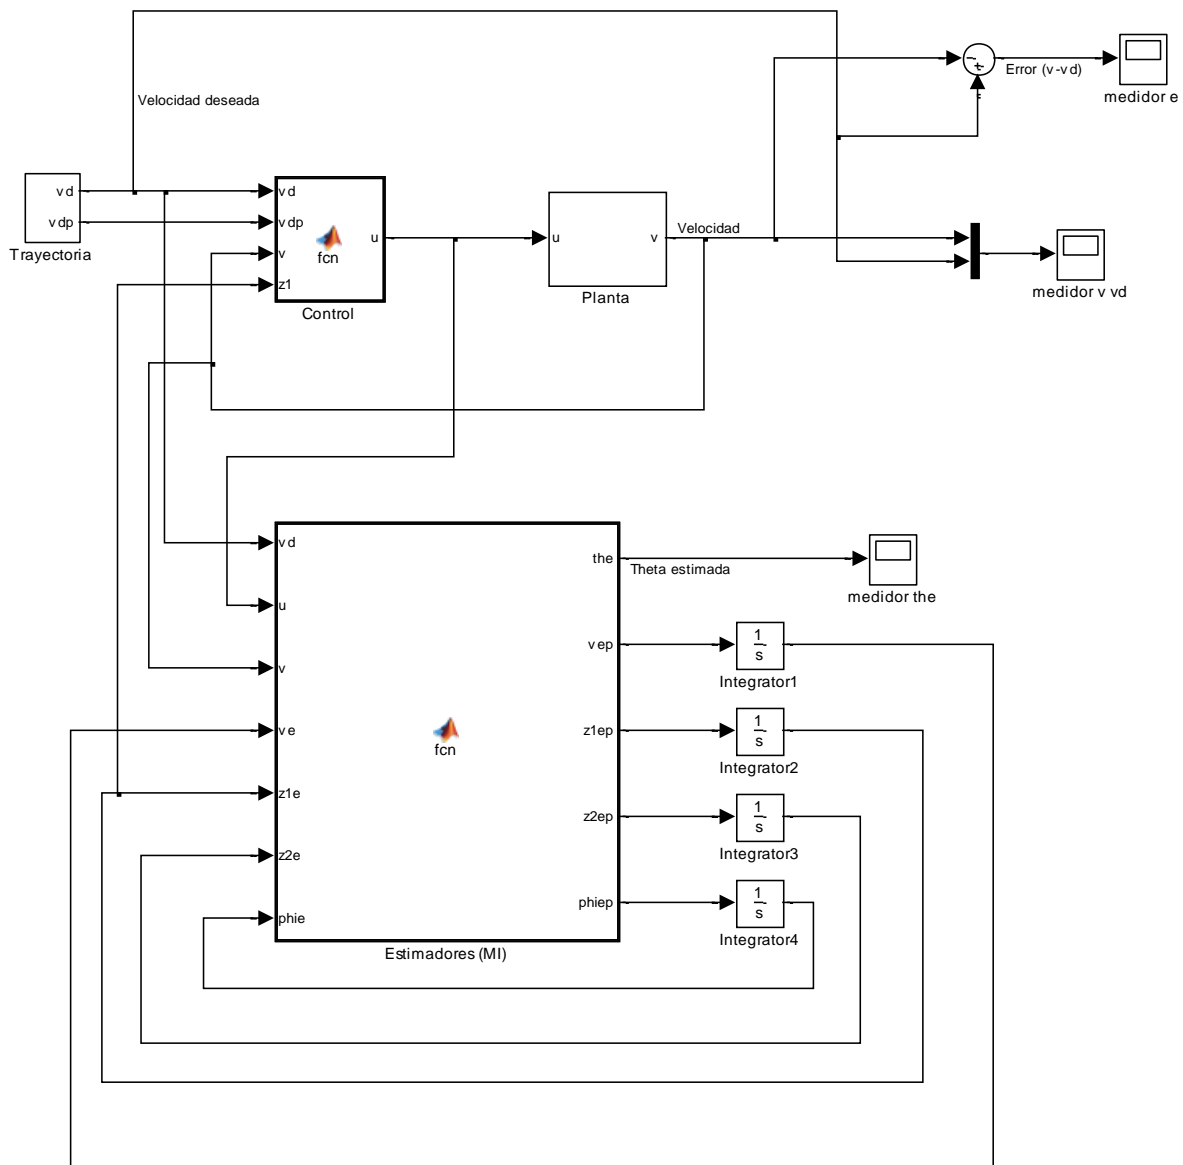 Error (v-vd)
medidor e
Velocidad deseada
vd
vdp
Trayectoria
vd
vdp
v
z1
fcn
u
Control
u
v
Planta
Velocidad
medidor v vd
vd
u
v
ve
z1e
z2e
phie
fcn
the
vep
z1ep
z2ep
phiep
Estimadores (MI)
Theta estimada
medidor the
1
s
Integrator1
1
s
Integrator2
1
s
Integrator3
1
s
Integrator4